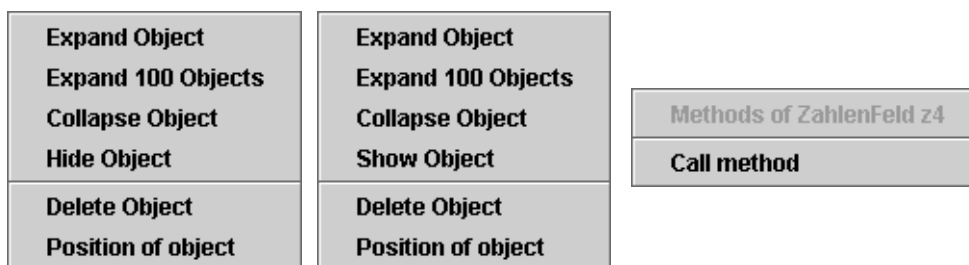 Expand Object
Expand 100 Objects
Collapse Object
Hide Object
Delete Object
Position of object
Expand Object
Expand 100 Objects
Collapse Object
Show Object
Delete Object
Position of object
Methods of ZahlenFeld z4
Call method